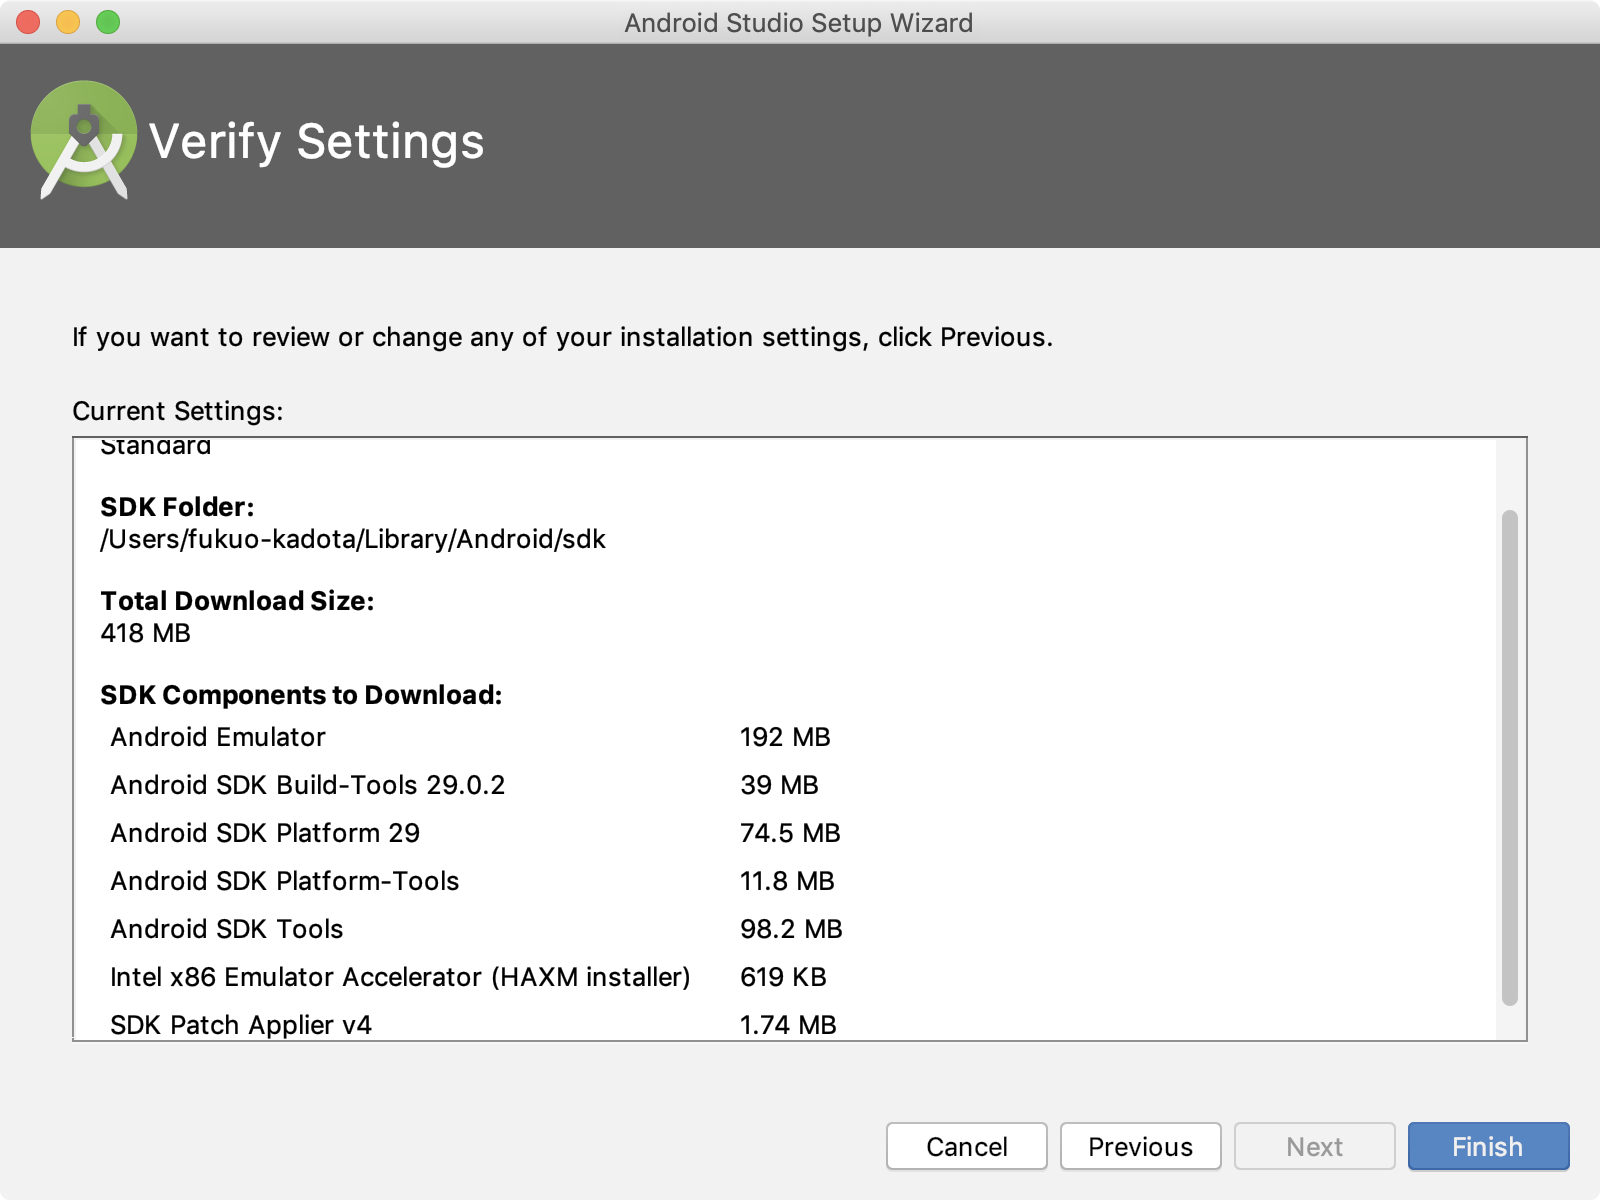 Android Studio Setup Wizard
Verify Settings
If you want to review or change any of your installation settings, click Previous.
Current Settings:
Standard
SDK Folder:
/Users/fukuo-kadota/Library/Android/sdk
Total Download Size:
418 MB
SDK Components to Download:
Android Emulator 192 MB
Android SDK Build-Tools 29.0.2 39 MB
Android SDK Platform 29 74.5 MB
Android SDK Platform-Tools 11.8 MB
Android SDK Tools 98.2 MB
Intel x86 Emulator Accelerator (HAXM installer) 619 KB
SDK Patch Applier v4 1.74 MB
Cancel Previous Next Finish